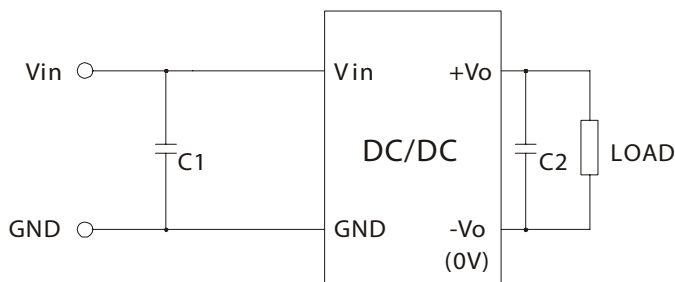 Vin
Vin
+Vo
C1
DC/DC
C2
LOAD
GND
GND
-Vo
(0V)